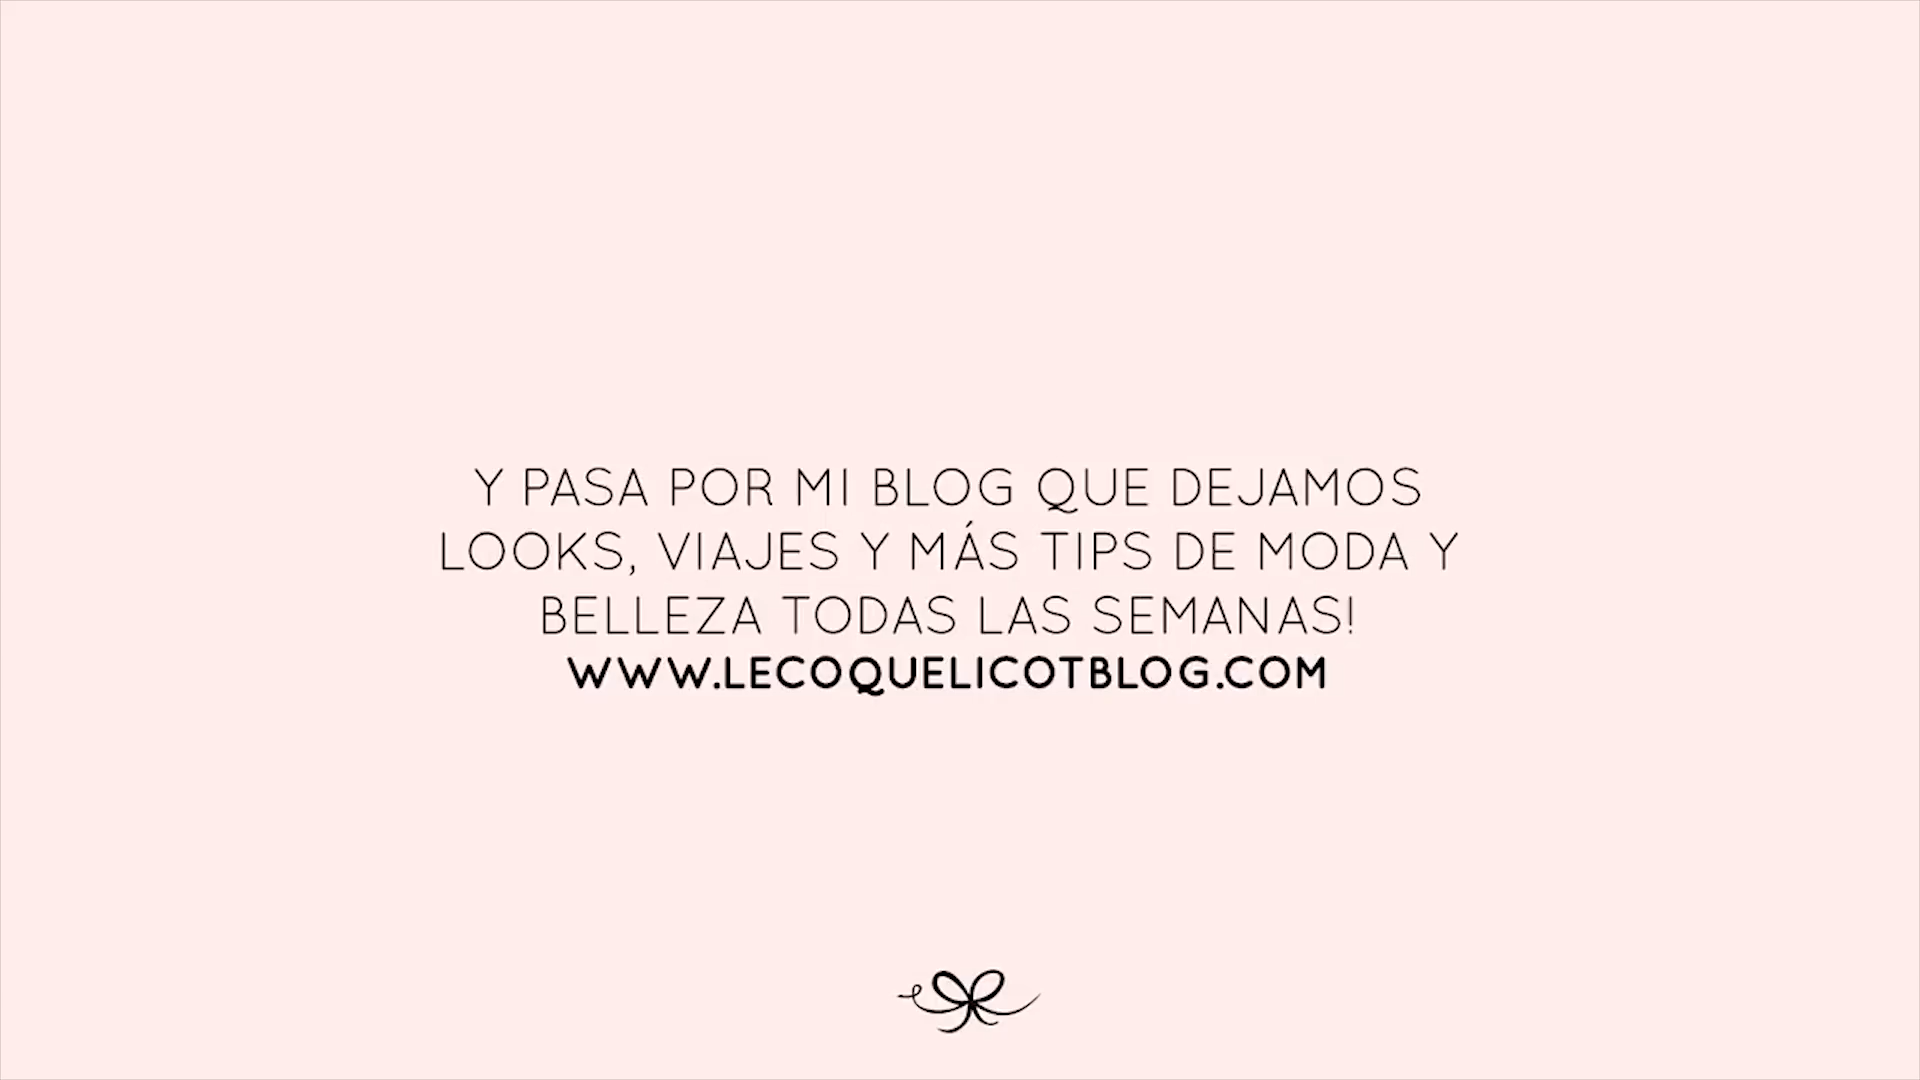 Y PASA POR MI BLOG QUE DEJAMOS
LOOKS, VIAJES Y MÁS TIPS DE MODA Y
BELLEZA TODAS LAS SEMANAS!
WWW.LECOQUELICOTBLOG.COM